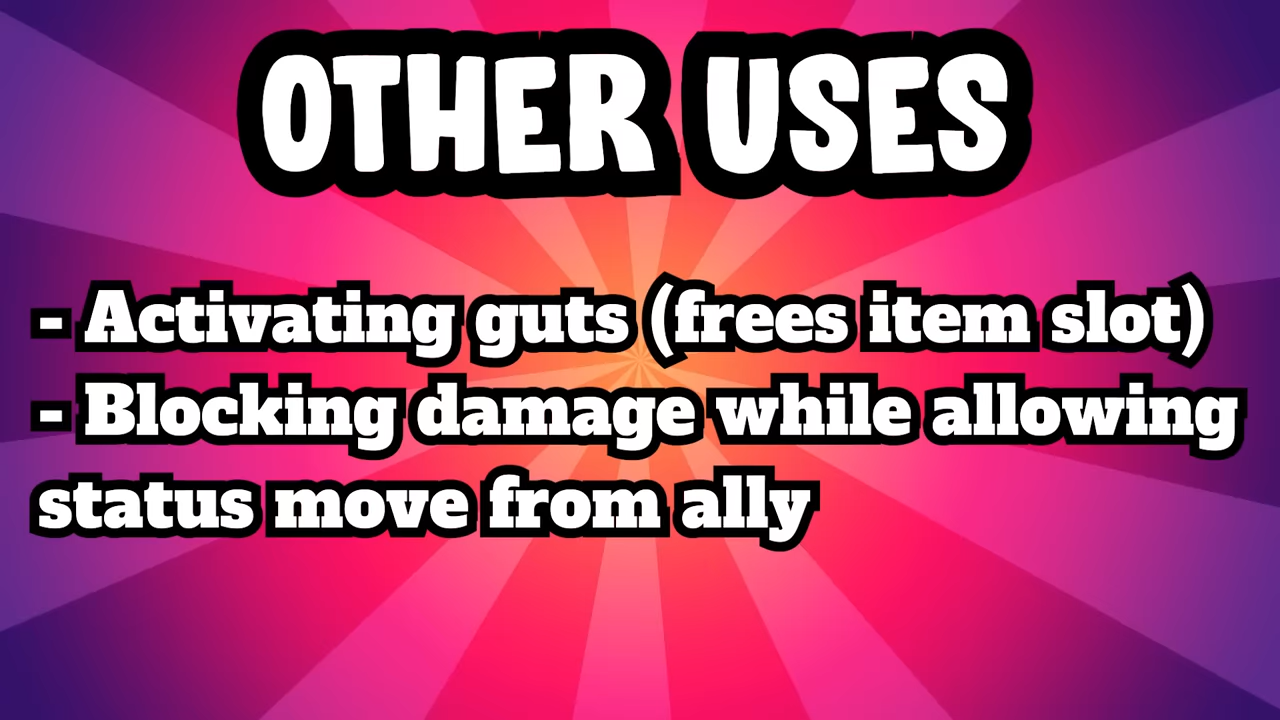 OTHER USES
- Activating guts (frees item slot)
- Blocking damage while allowing
status move from ally